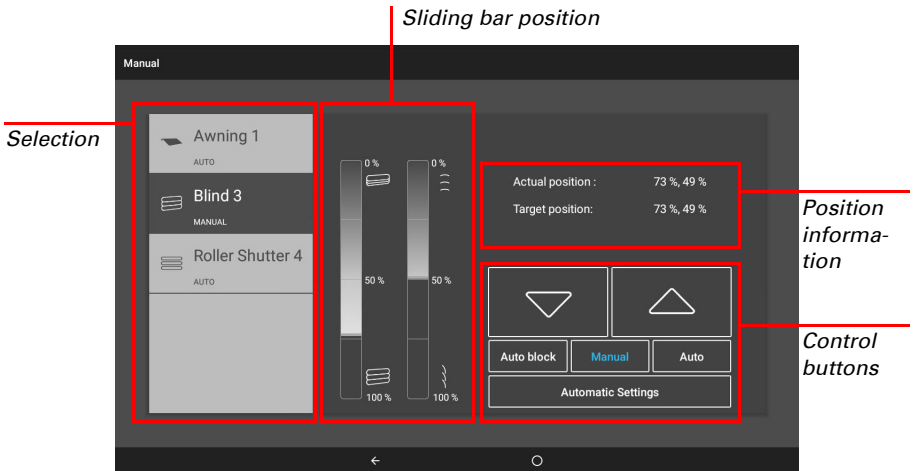 Sliding bar position
Manual
Selection
Awning 1
AUTO
Blind 3
MANUAL
Roller Shutter 4
AUTO
0 %
50 %
100 %
0 %
50 %
100 %
Actual position : 73 %, 49 %
Target position: 73 %, 49 %
Position
informa-
tion
Auto block Manual Auto
Automatic Settings
Control
buttons